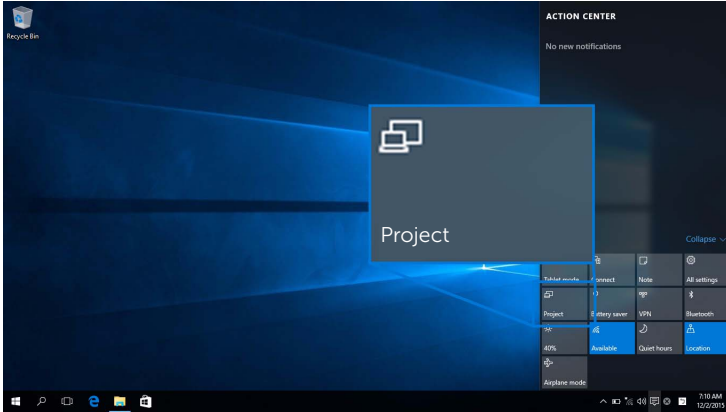 Recycle Bin
ACTION CENTER
No new notifications
Project
Collapse
Tablet mode
Connect
Note
All settings
Project
Battery saver
VPN
Bluetooth
40%
Available
Quiet hours
Location
Airplane mode
7:10 AM
12/2/2015